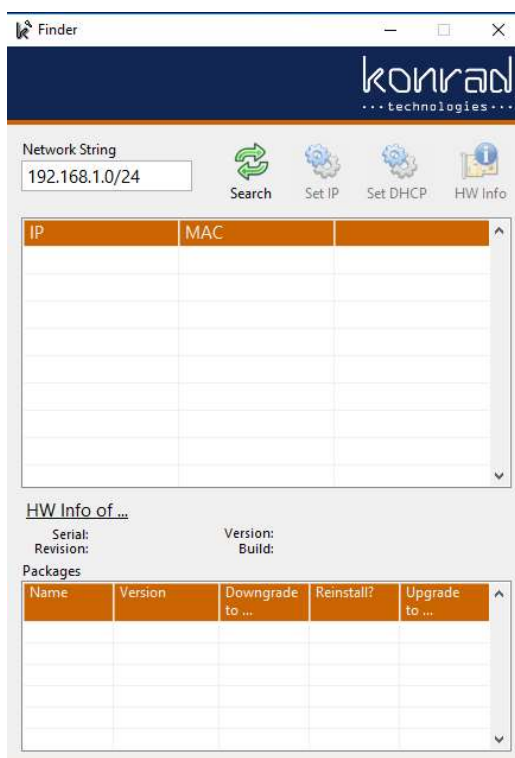 Finder
konrad
...technologies...
Network String
192.168.1.0/24
Search
Set IP
Set DHCP
HW Info
IP MAC
HW Info of ...
Serial: Version:
Revision: Build:
Packages
Name Version Downgrade to ... Reinstall? Upgrade to ...